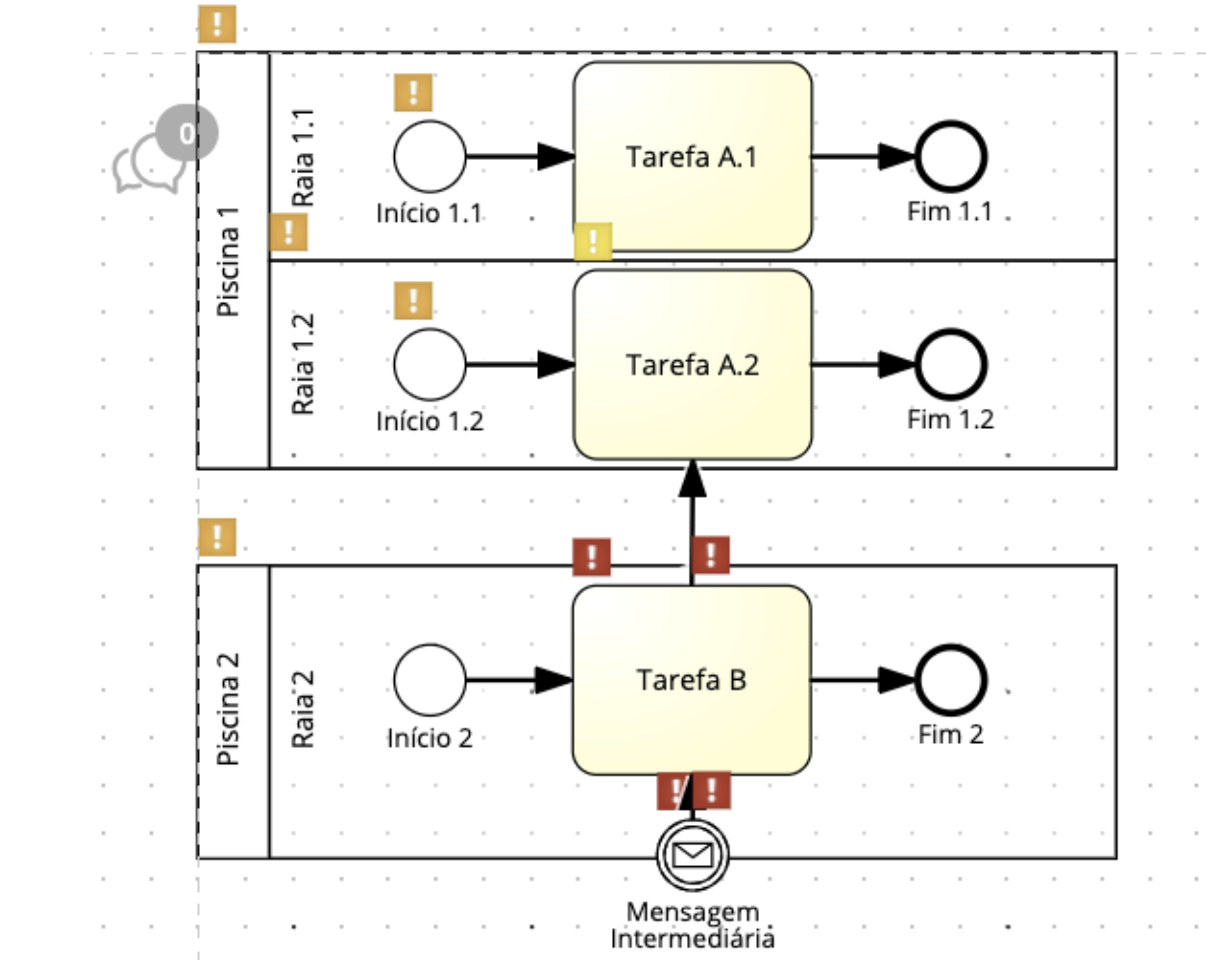 !
0
Piscina 1
Raia 1.1
!
Início 1.1
Tarefa A.1
Fim 1.1
!
!
Raia 1.2
!
Início 1.2
Tarefa A.2
Fim 1.2
!
!
!
Piscina 2
Raia 2
Início 2
Tarefa B
Fim 2
!
!
Mensagem
Intermediária